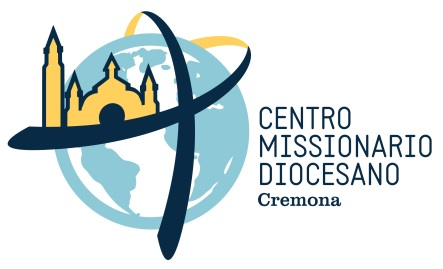 CENTRO
MISSIONARIO
DIOCESANO
Cremona